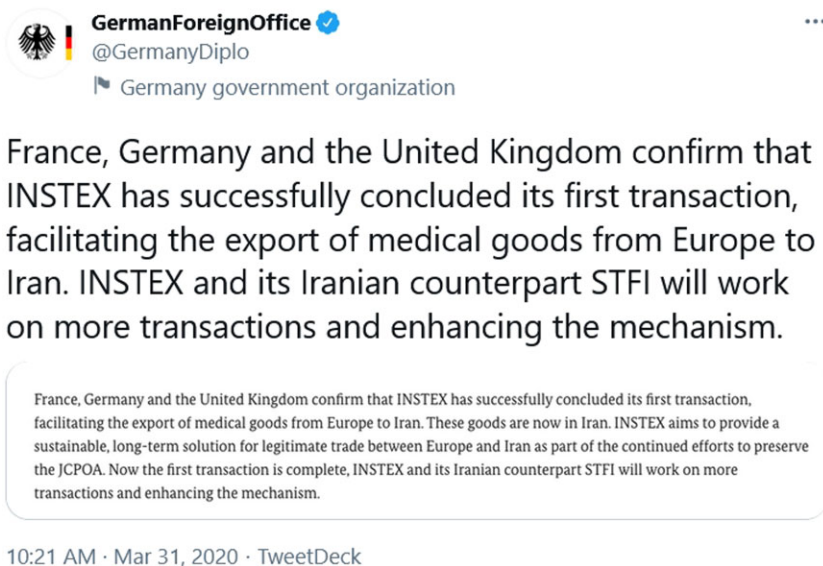 GermanForeignOffice
@GermanyDiplo
Germany government organization
France, Germany and the United Kingdom confirm that
INSTEX has successfully concluded its first transaction,
facilitating the export of medical goods from Europe to
Iran. INSTEX and its Iranian counterpart STFI will work
on more transactions and enhancing the mechanism.
France, Germany and the United Kingdom confirm that INSTEX has successfully concluded its first transaction,
facilitating the export of medical goods from Europe to Iran. These goods are now in Iran. INSTEX aims to provide a
sustainable, long-term solution for legitimate trade between Europe and Iran as part of the continued efforts to preserve
the JCPOA. Now the first transaction is complete, INSTEX and its Iranian counterpart STFI will work on more
transactions and enhancing the mechanism.
10:21 AM · Mar 31, 2020 · TweetDeck